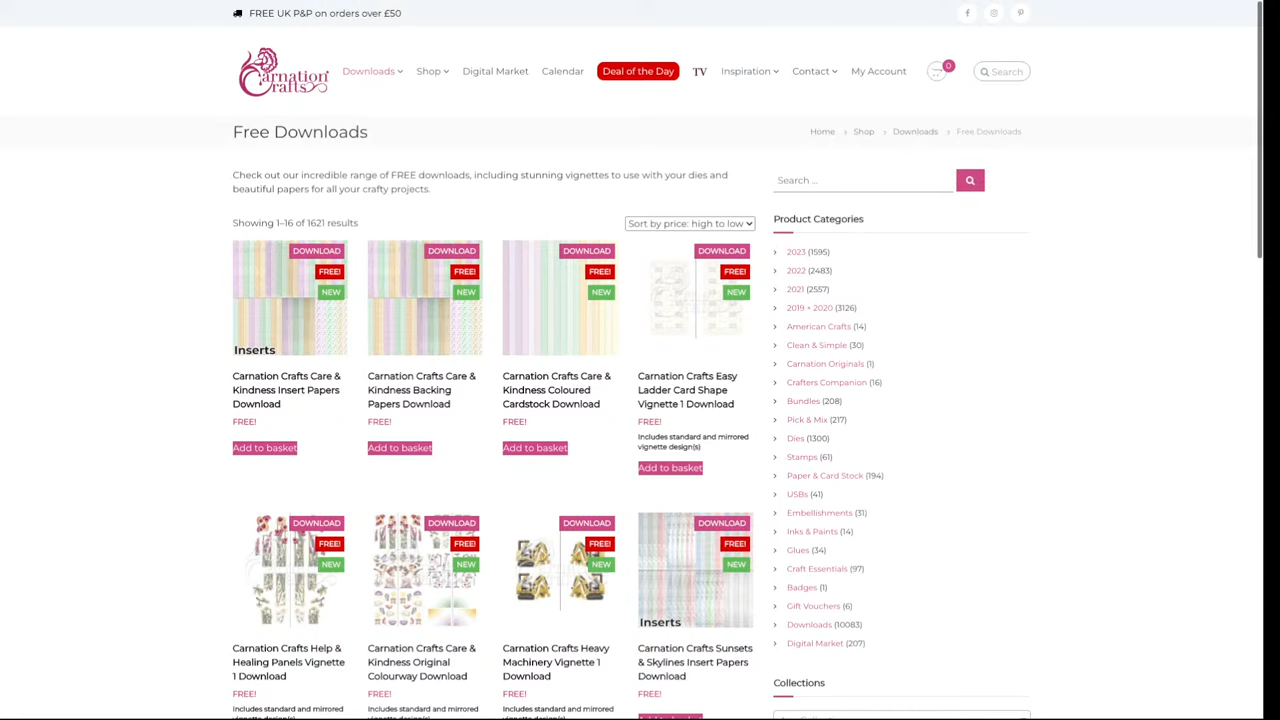 FREE UK P&P on orders over £50
Carnation Crafts
Downloads Shop Digital Market Calendar Deal of the Day TV Inspiration Contact My Account 0 Search
Free Downloads
Home Shop Downloads Free Downloads
Check out our incredible range of FREE downloads, including stunning vignettes to use with your dies and
beautiful papers for all your crafty projects.
Showing 1–16 of 1621 results
Sort by price: high to low
DOWNLOAD
FREE!
NEW
Inserts
Carnation Crafts Care &
Kindness Insert Papers
Download
FREE!
Add to basket
DOWNLOAD
FREE!
NEW
Carnation Crafts Care &
Kindness Backing
Papers Download
FREE!
Add to basket
DOWNLOAD
FREE!
NEW
Carnation Crafts Care &
Kindness Coloured
Cardstock Download
FREE!
Add to basket
DOWNLOAD
FREE!
NEW
Carnation Crafts Easy
Ladder Card Shape
Vignette 1 Download
FREE!
Includes standard and mirrored
vignette design(s)
Add to basket
DOWNLOAD
FREE!
NEW
Carnation Crafts Help &
Healing Panels Vignette
1 Download
FREE!
Includes standard and mirrored
DOWNLOAD
FREE!
NEW
Carnation Crafts Care &
Kindness Original
Colourway Download
FREE!
Includes standard and mirrored
DOWNLOAD
FREE!
NEW
Carnation Crafts Heavy
Machinery Vignette 1
Download
FREE!
Includes standard and mirrored
DOWNLOAD
FREE!
NEW
Inserts
Carnation Crafts Sunsets
& Skylines Insert Papers
Download
FREE!
Search ...
Product Categories
2023 (1595)
2022 (2483)
2021 (2557)
2019 + 2020 (3126)
American Crafts (14)
Clean & Simple (30)
Carnation Originals (1)
Crafters Companion (16)
Bundles (208)
Pick & Mix (217)
Dies (1300)
Stamps (61)
Paper & Card Stock (194)
USBs (41)
Embellishments (31)
Inks & Paints (14)
Glues (34)
Craft Essentials (97)
Badges (1)
Gift Vouchers (6)
Downloads (10083)
Digital Market (207)
Collections